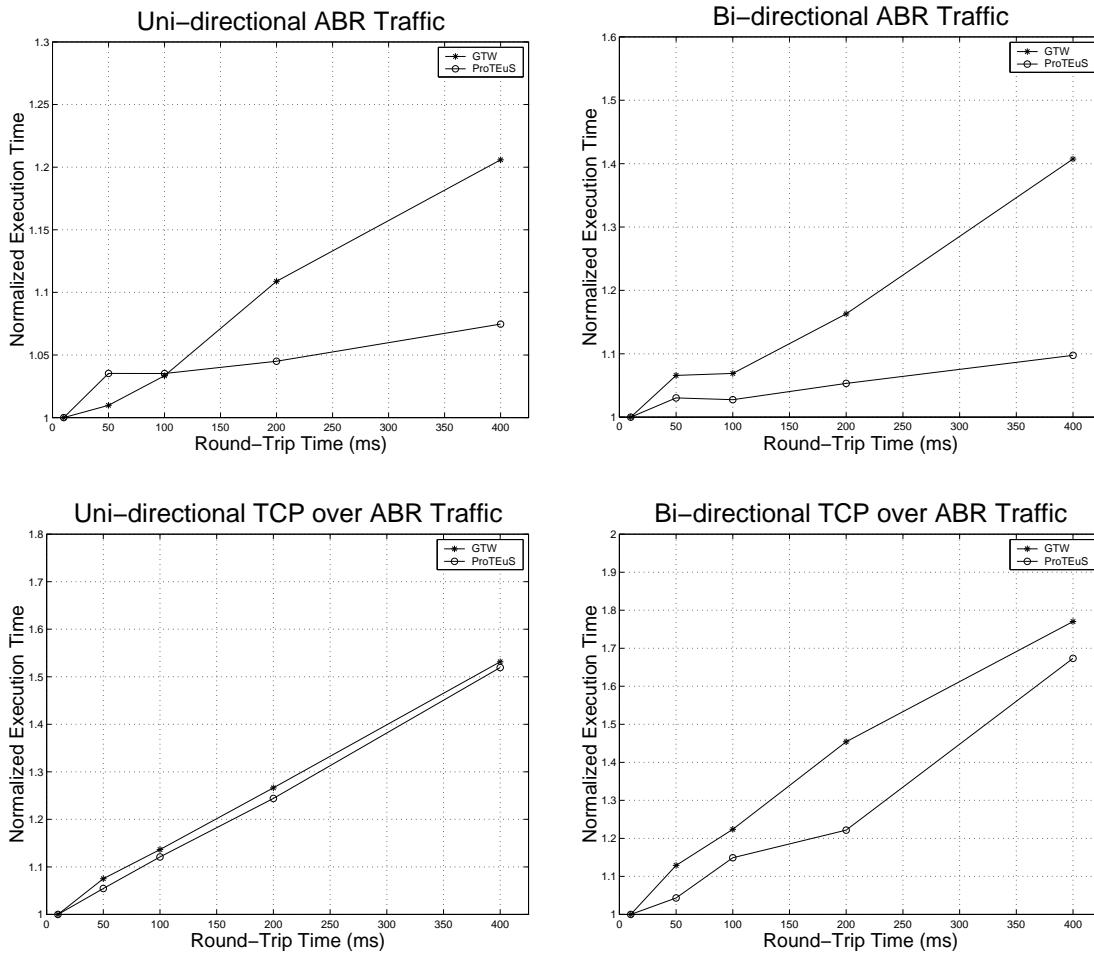 Uni−directional ABR Traffic
1.3
1.25
1.2
1.15
1.1
1.05
1
0 50 100 150 200 250 300 350 400
Normalized Execution Time
Round−Trip Time (ms)
GTW
ProTEuS
Bi−directional ABR Traffic
1.6
1.5
1.4
1.3
1.2
1.1
1
0 50 100 150 200 250 300 350 400
Normalized Execution Time
Round−Trip Time (ms)
GTW
ProTEuS
Uni−directional TCP over ABR Traffic
1.8
1.7
1.6
1.5
1.4
1.3
1.2
1.1
1
0 50 100 150 200 250 300 350 400
Normalized Execution Time
Round−Trip Time (ms)
GTW
ProTEuS
Bi−directional TCP over ABR Traffic
2
1.9
1.8
1.7
1.6
1.5
1.4
1.3
1.2
1.1
1
0 50 100 150 200 250 300 350 400
Normalized Execution Time
Round−Trip Time (ms)
GTW
ProTEuS